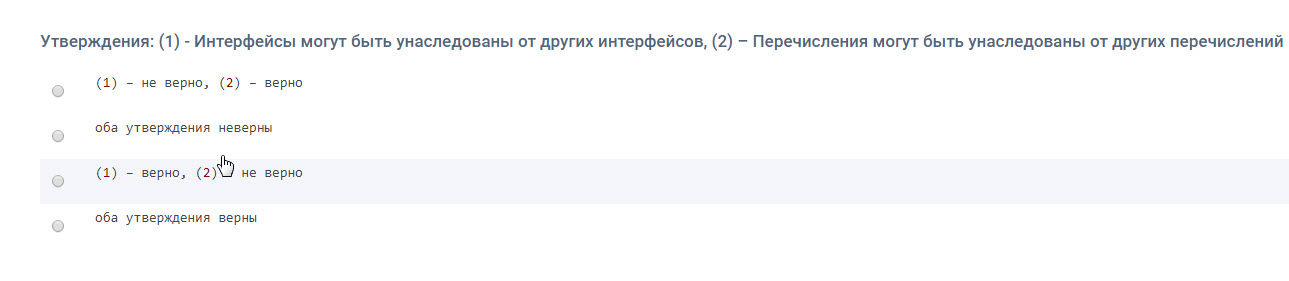 Утверждения: (1) - Интерфейсы могут быть унаследованы от других интерфейсов, (2) – Перечисления могут быть унаследованы от других перечислений
(1) – не верно, (2) – верно
оба утверждения неверны
(1) – верно, (2) не верно
оба утверждения верны